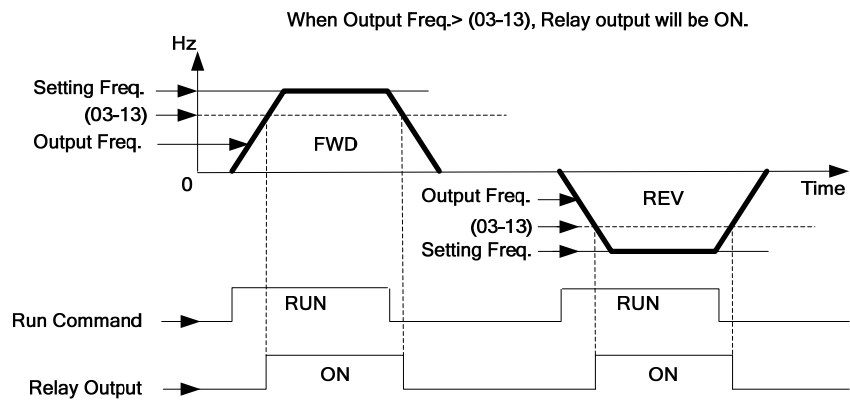 When Output Freq.> (03-13), Relay output will be ON.
Hz
Setting Freq.
(03-13)
Output Freq.
FWD
0
Time
Output Freq.
REV
(03-13)
Setting Freq.
RUN
RUN
Run Command
ON
ON
Relay Output